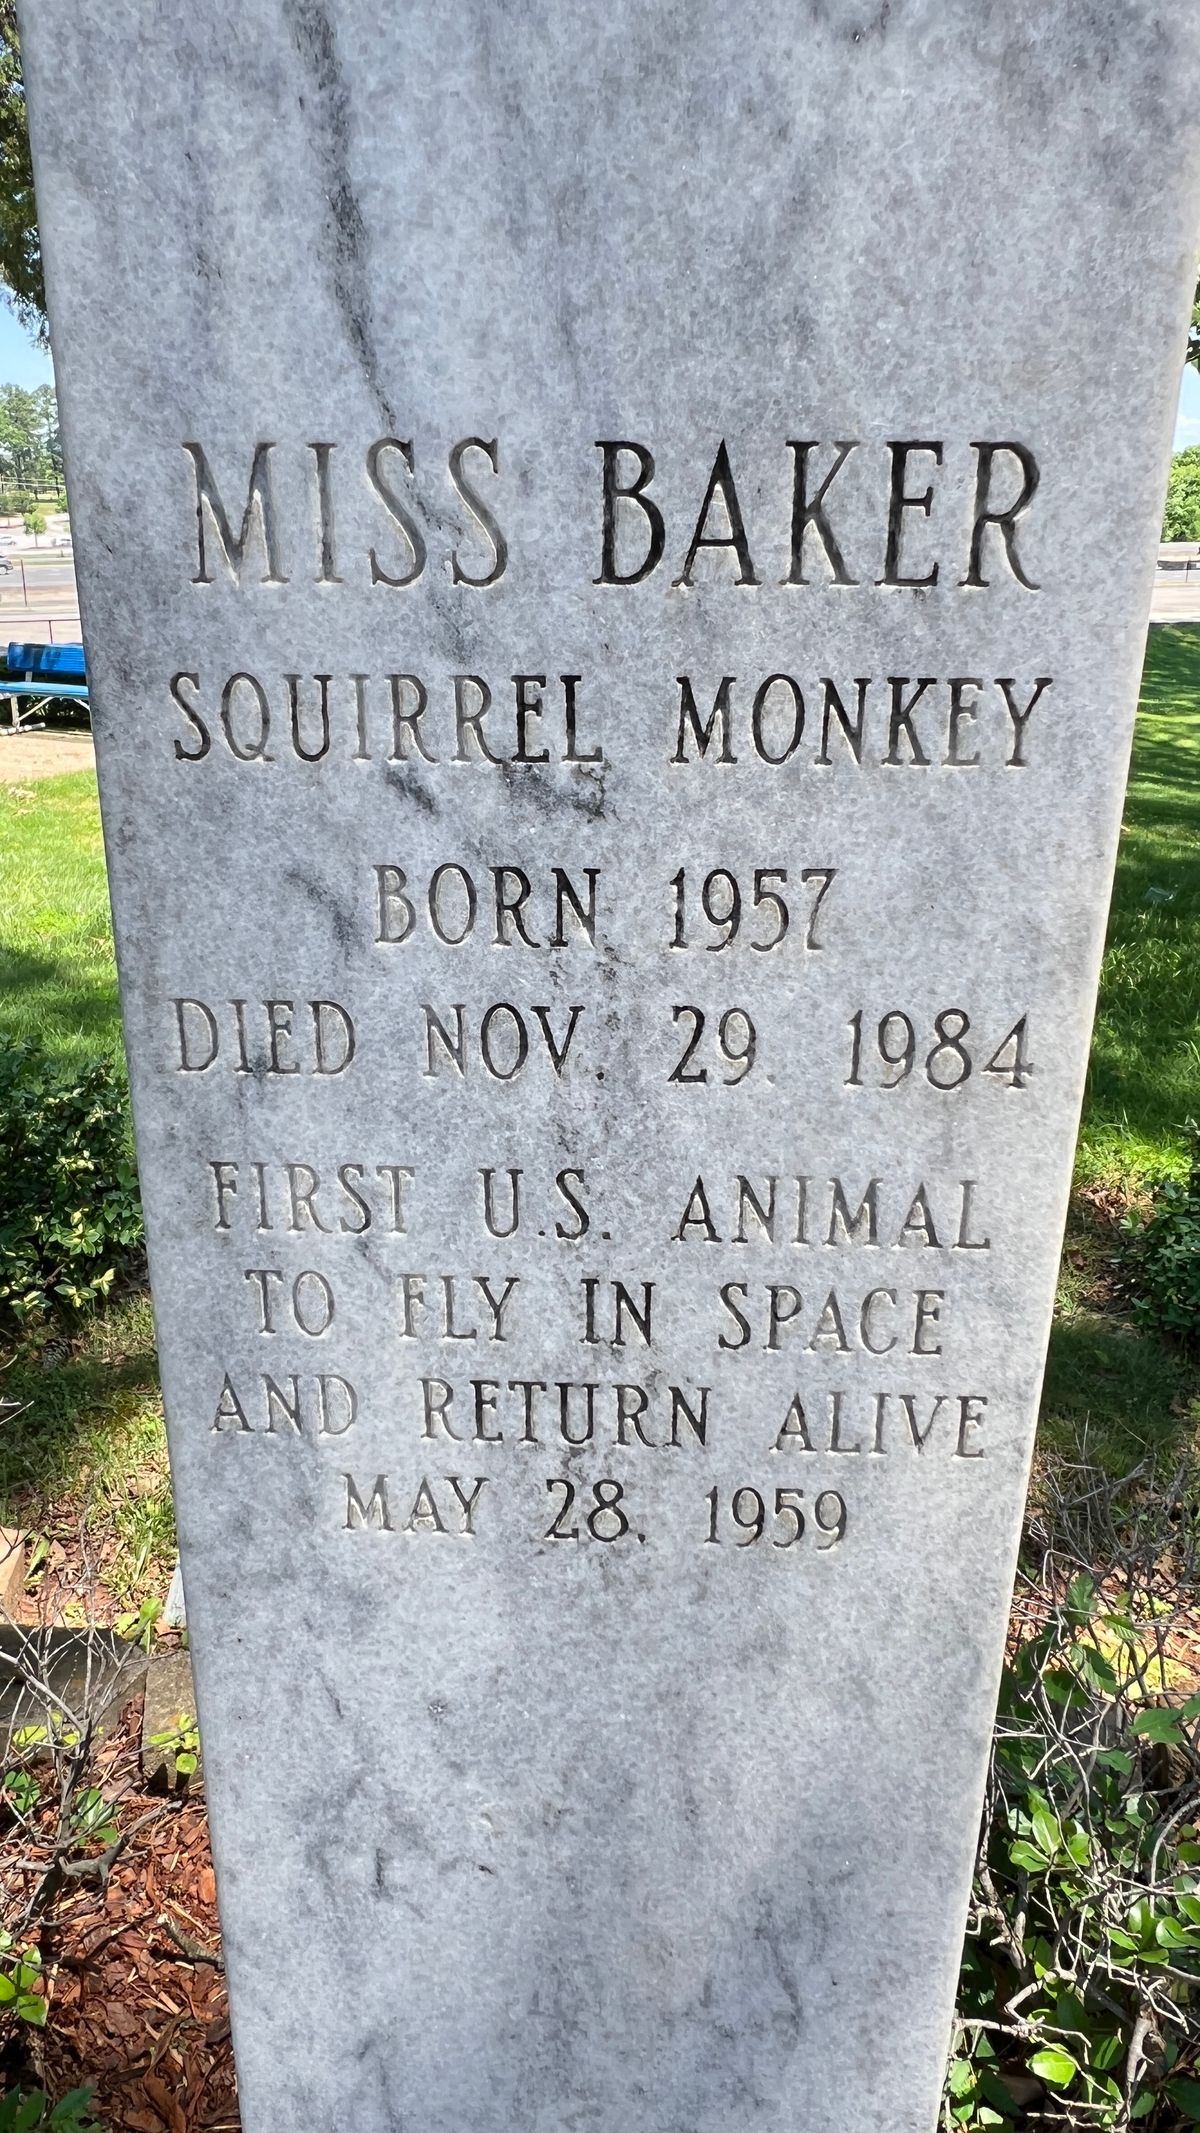 MISS BAKER
SQUIRREL MONKEY
BORN 1957
DIED NOV. 29. 1984
FIRST U.S. ANIMAL
TO FLY IN SPACE
AND RETURN ALIVE
MAY 28. 1959